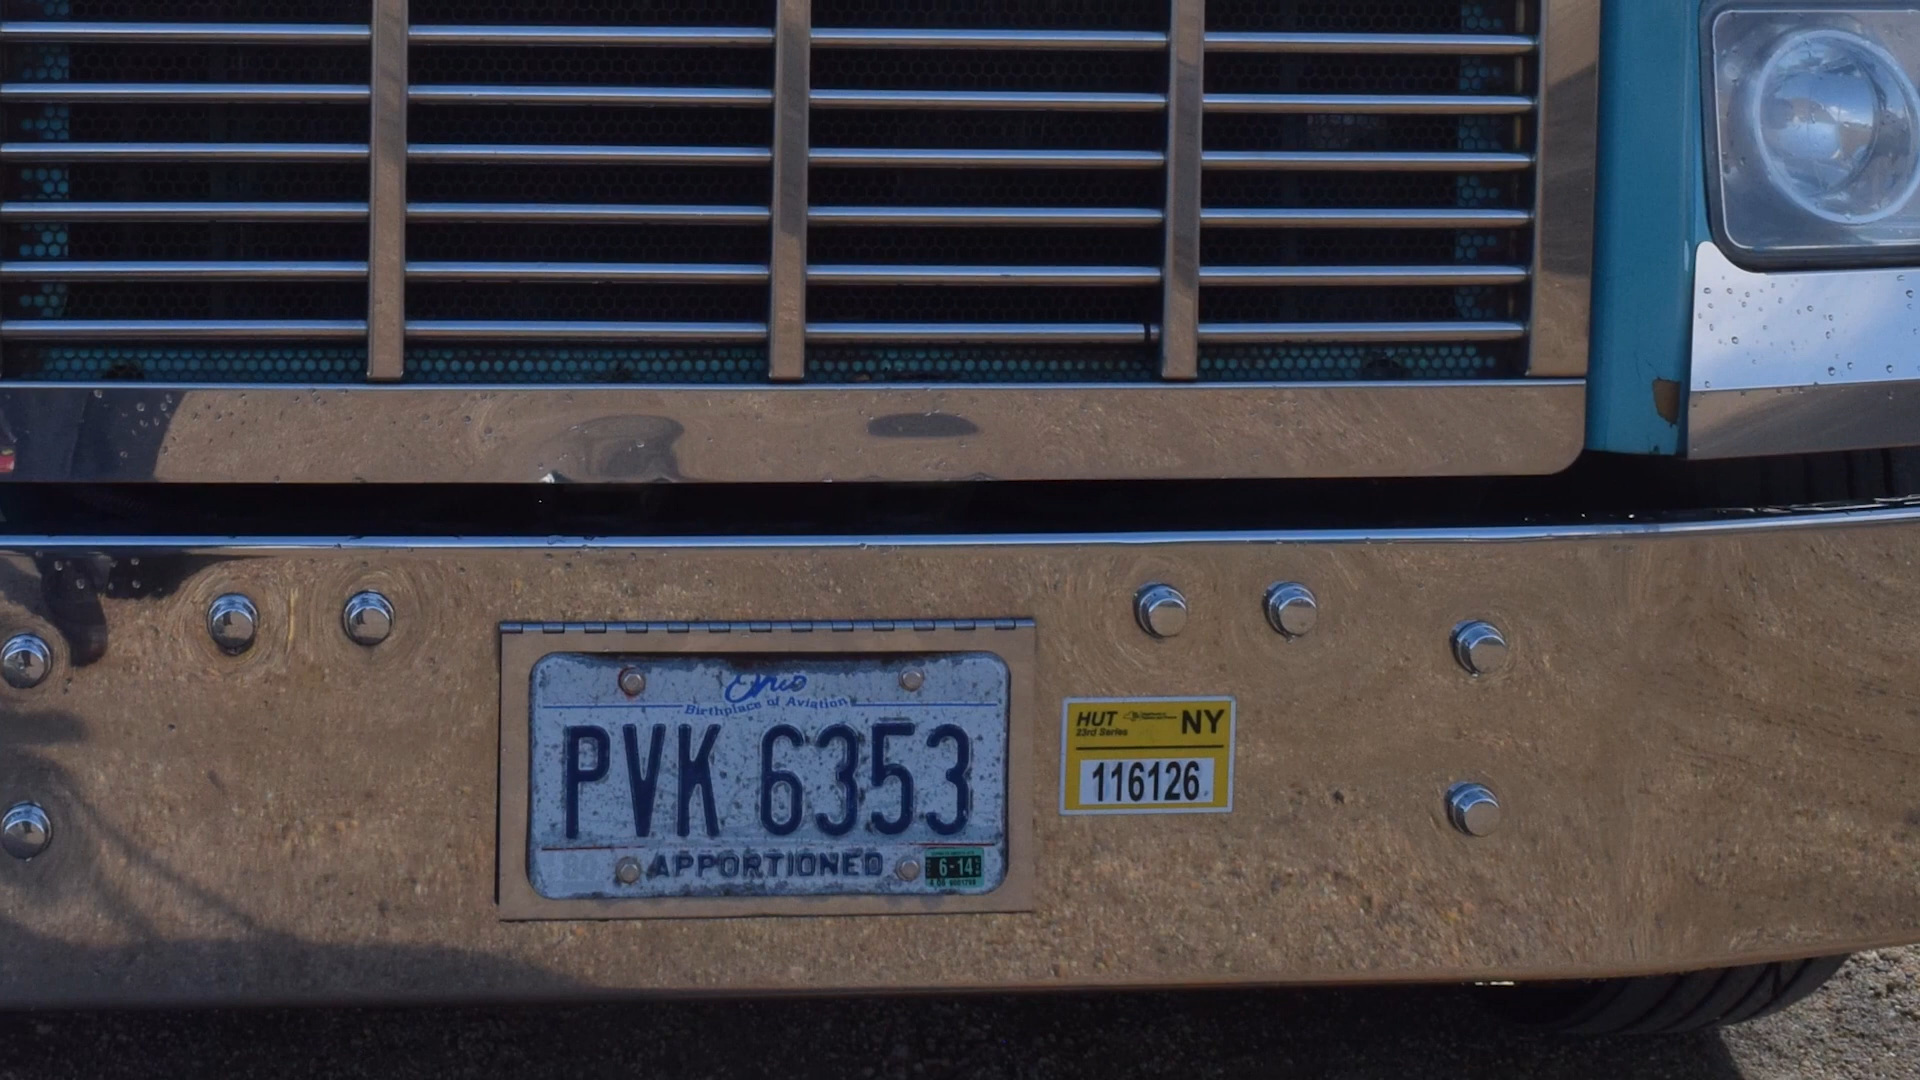 Ohio
Birthplace of Aviation
PVK 6353
APPORTIONED
6-14
HUT NY
23rd Series
116126